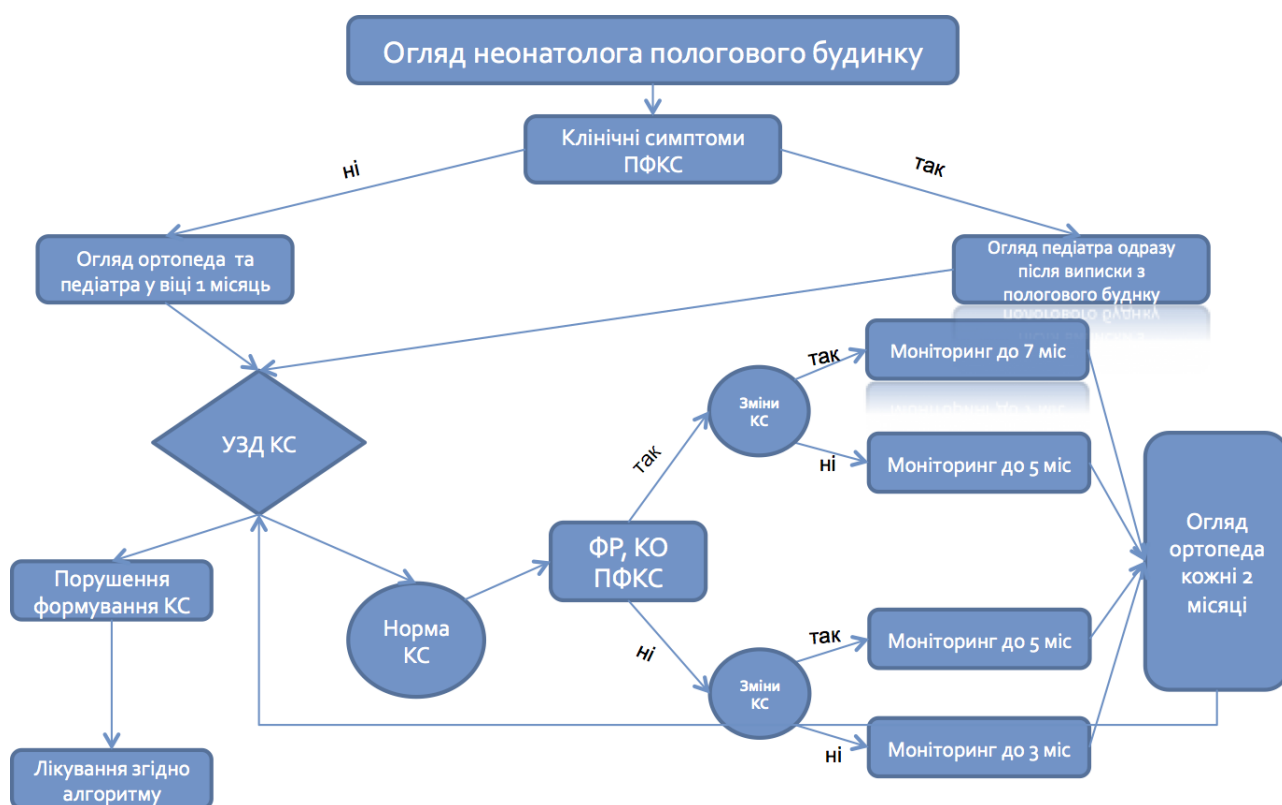 Огляд неонатолога пологового будинку
Клінічні симптоми
ПФКС
ні
так
Огляд ортопеда та
педіатра у віці 1 місяць
Огляд педіатра одразу
після виписки з
пологового буднку
УЗД КС
Порушення
формування КС
Лікування згідно
алгоритму
Норма
КС
ФР, КО
ПФКС
так
ні
Зміни
КС
так
Моніторинг до 7 міс
ні
Моніторинг до 5 міс
Зміни
КС
так
Моніторинг до 5 міс
ні
Моніторинг до 3 міс
Огляд
ортопеда
кожні 2
місяці